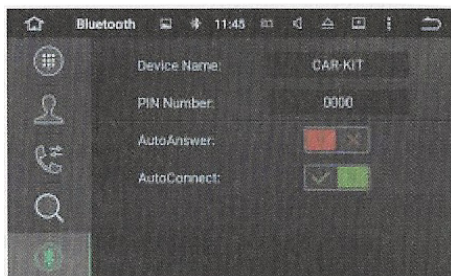 Bluetooth 11:45
Device Name: CAR-KIT
PIN Number: 0000
AutoAnswer:
AutoConnect: